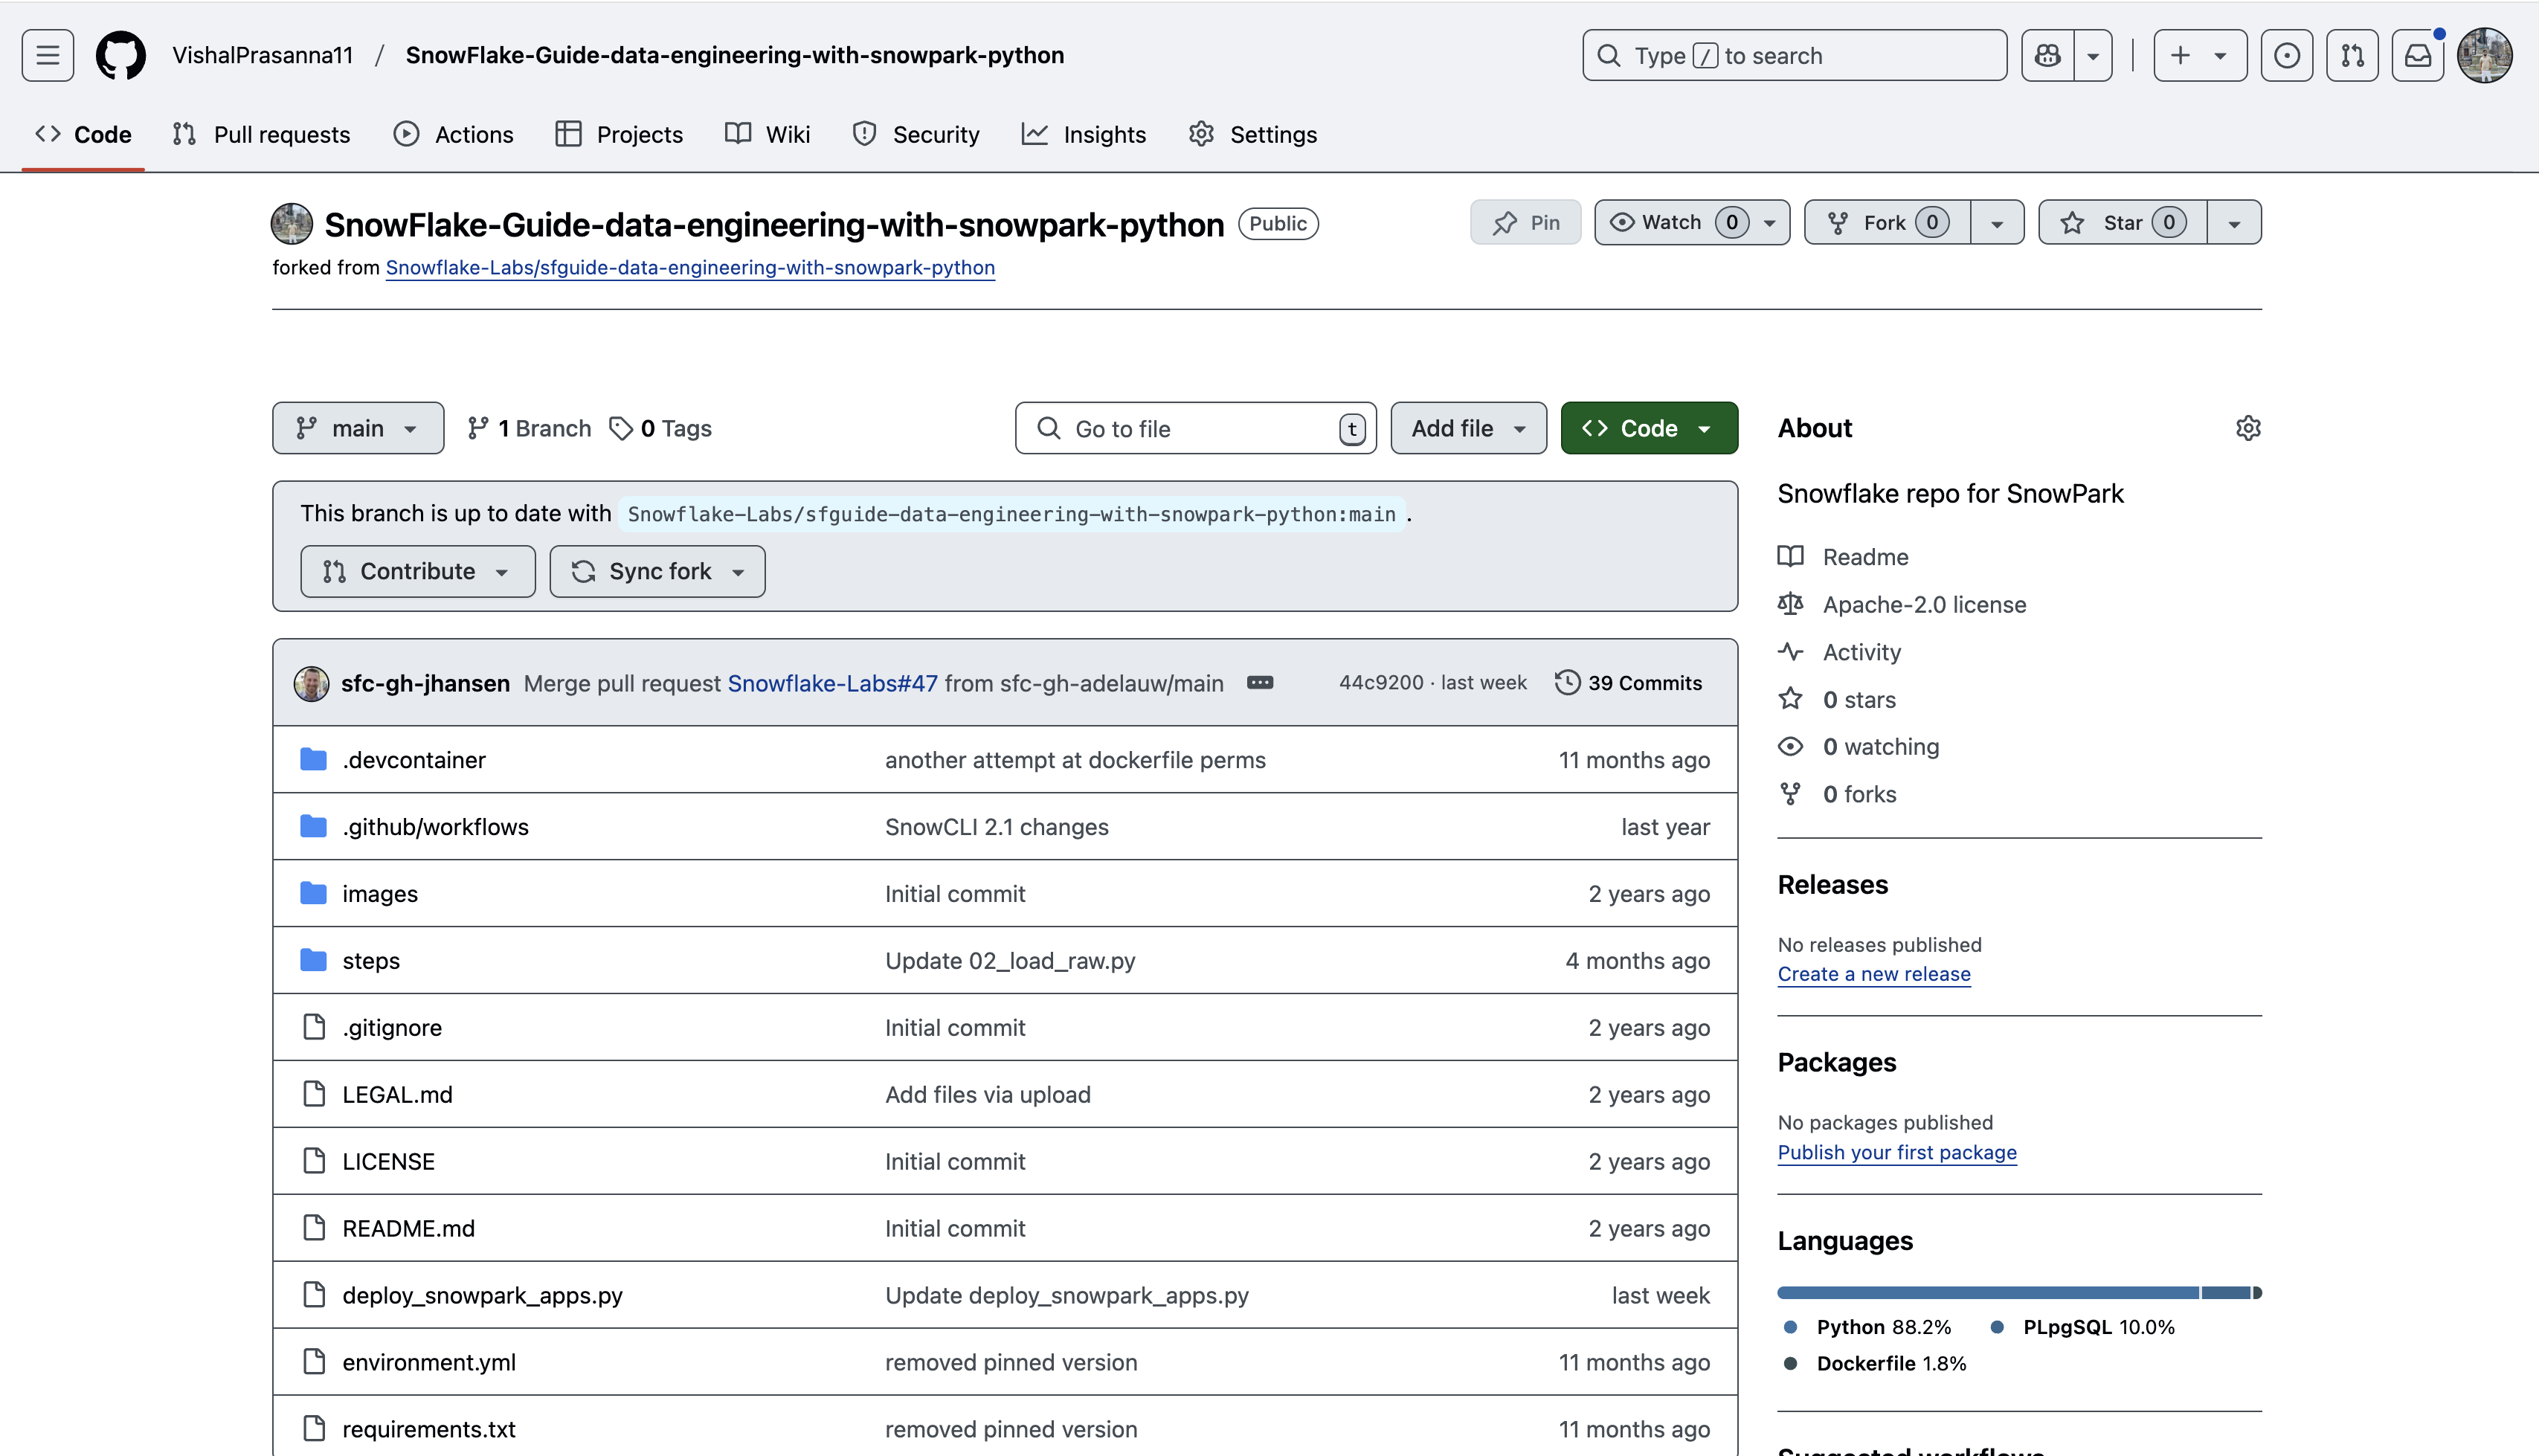 VishalPrasanna11 / SnowFlake-Guide-data-engineering-with-snowpark-python
Type / to search
Code Pull requests Actions Projects Wiki Security Insights Settings
SnowFlake-Guide-data-engineering-with-snowpark-python Public
Pin Watch 0 Fork 0 Star 0
forked from Snowflake-Labs/sfguide-data-engineering-with-snowpark-python
main 1 Branch 0 Tags
Go to file t Add file Code
This branch is up to date with Snowflake-Labs/sfguide-data-engineering-with-snowpark-python:main .
Contribute Sync fork
sfc-gh-jhansen Merge pull request Snowflake-Labs#47 from sfc-gh-adelauw/main 44c9200 · last week 39 Commits
.devcontainer another attempt at dockerfile perms 11 months ago
.github/workflows SnowCLI 2.1 changes last year
images Initial commit 2 years ago
steps Update 02_load_raw.py 4 months ago
.gitignore Initial commit 2 years ago
LEGAL.md Add files via upload 2 years ago
LICENSE Initial commit 2 years ago
README.md Initial commit 2 years ago
deploy_snowpark_apps.py Update deploy_snowpark_apps.py last week
environment.yml removed pinned version 11 months ago
requirements.txt removed pinned version 11 months ago
About
Snowflake repo for SnowPark
Readme
Apache-2.0 license
Activity
0 stars
0 watching
0 forks
Releases
No releases published
Create a new release
Packages
No packages published
Publish your first package
Languages
Python 88.2% PLpgSQL 10.0%
Dockerfile 1.8%
Suggested workflows